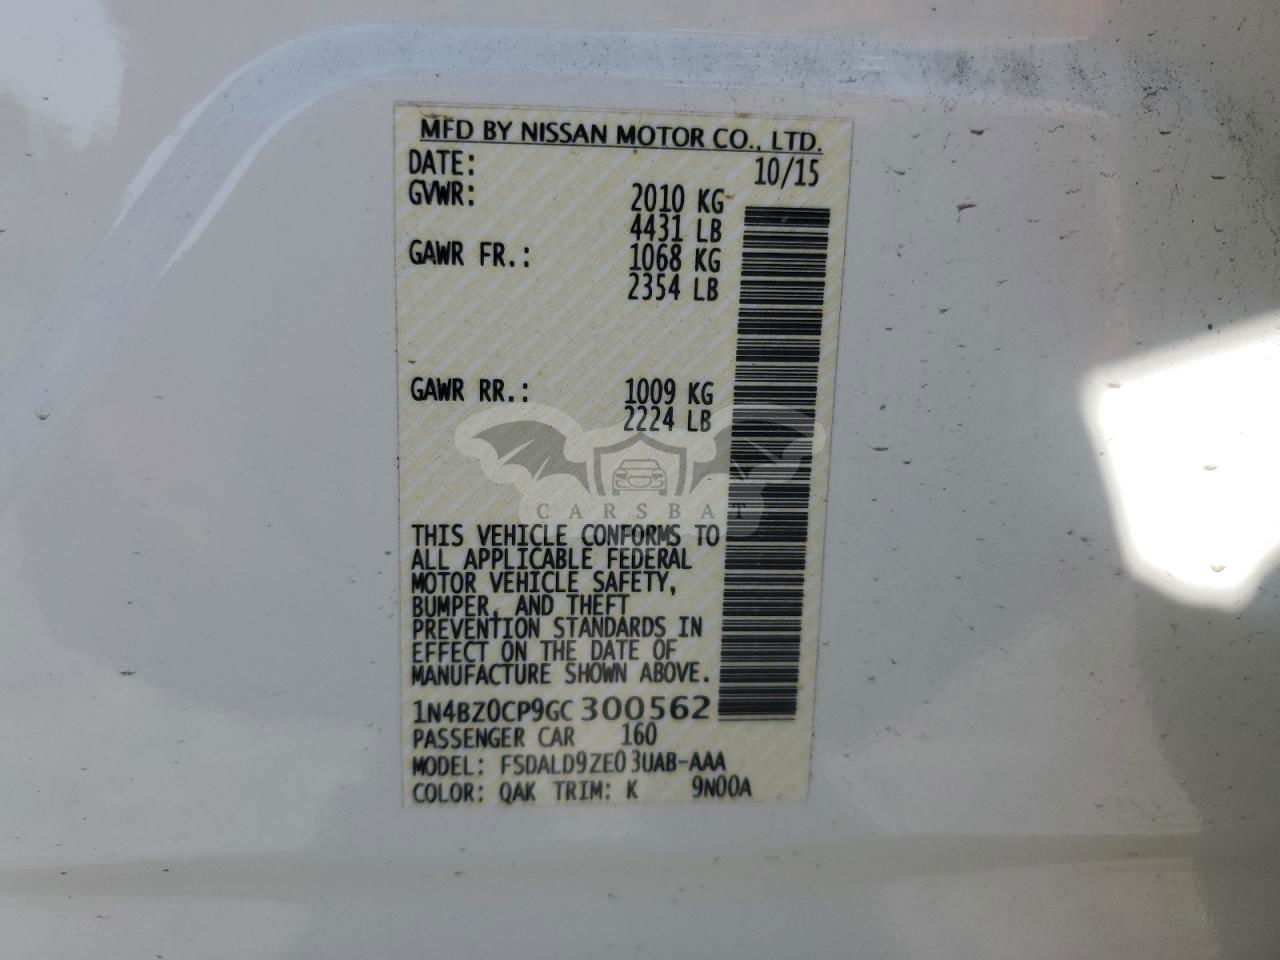 MFD BY NISSAN MOTOR CO., LTD.
DATE: 10/15
GVWR: 2010 KG
4431 LB
GAWR FR.: 1068 KG
2354 LB
GAWR RR.: 1009 KG
2224 LB
CARSBAT
THIS VEHICLE CONFORMS TO
ALL APPLICABLE FEDERAL
MOTOR VEHICLE SAFETY,
BUMPER, AND THEFT
PREVENTION STANDARDS IN
EFFECT ON THE DATE OF
MANUFACTURE SHOWN ABOVE.
1N4BZ0CP9GC300562
PASSENGER CAR 160
MODEL: FSDALD9ZE03UAB-AAA
COLOR: QAK TRIM: K 9N00A